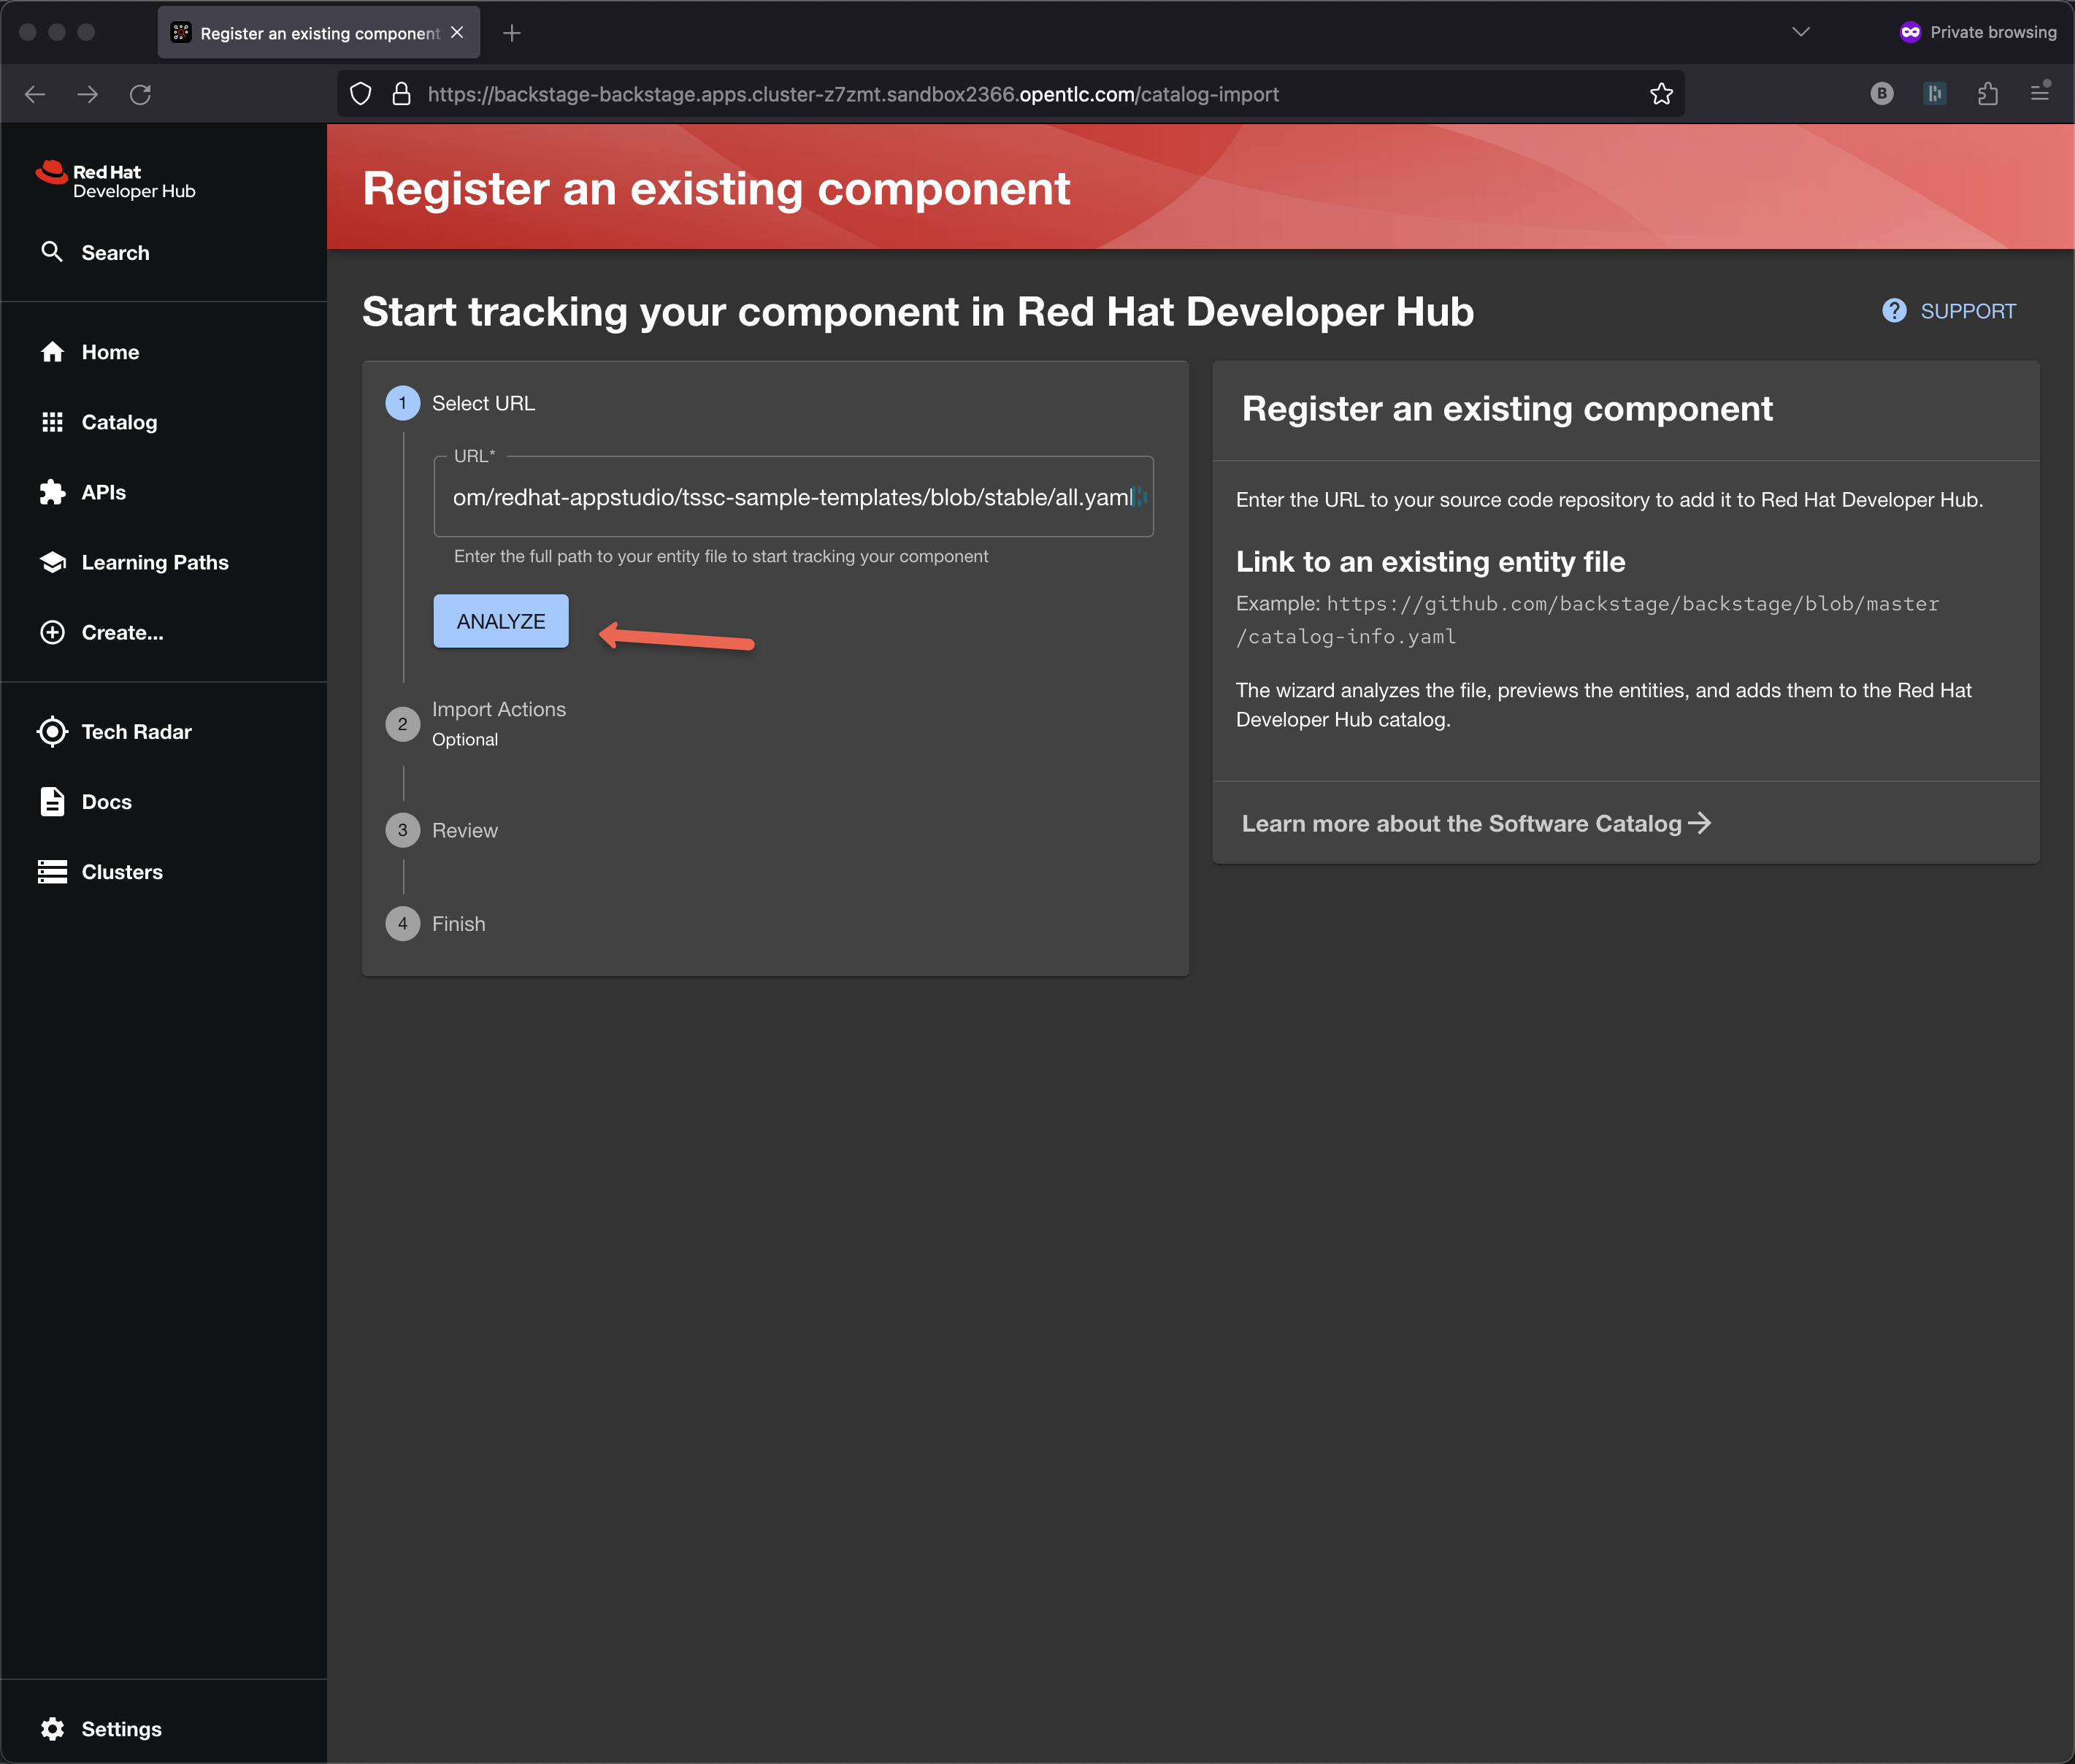 Register an existing component
Private browsing
https://backstage-backstage.apps.cluster-z7zmt.sandbox2366.opentlc.com/catalog-import
B
Red Hat
Developer Hub
Search
Home
Catalog
APIs
Learning Paths
Create...
Tech Radar
Docs
Clusters
Settings
Register an existing component
Start tracking your component in Red Hat Developer Hub
SUPPORT
1 Select URL
URL*
om/redhat-appstudio/tssc-sample-templates/blob/stable/all.yaml
Enter the full path to your entity file to start tracking your component
ANALYZE
2 Import Actions
Optional
3 Review
4 Finish
Register an existing component
Enter the URL to your source code repository to add it to Red Hat Developer Hub.
Link to an existing entity file
Example: https://github.com/backstage/backstage/blob/master
/catalog-info.yaml
The wizard analyzes the file, previews the entities, and adds them to the Red Hat
Developer Hub catalog.
Learn more about the Software Catalog